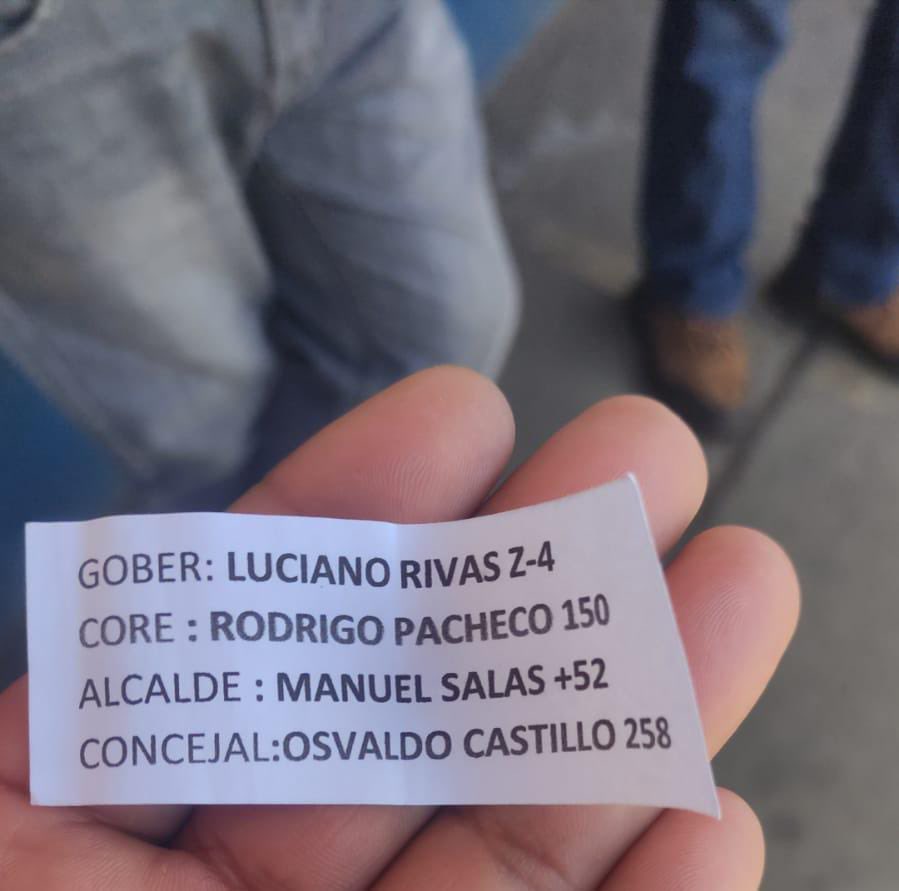 GOBER: LUCIANO RIVAS Z-4
CORE : RODRIGO PACHECO 150
ALCALDE : MANUEL SALAS +52
CONCEJAL:OSVALDO CASTILLO 258